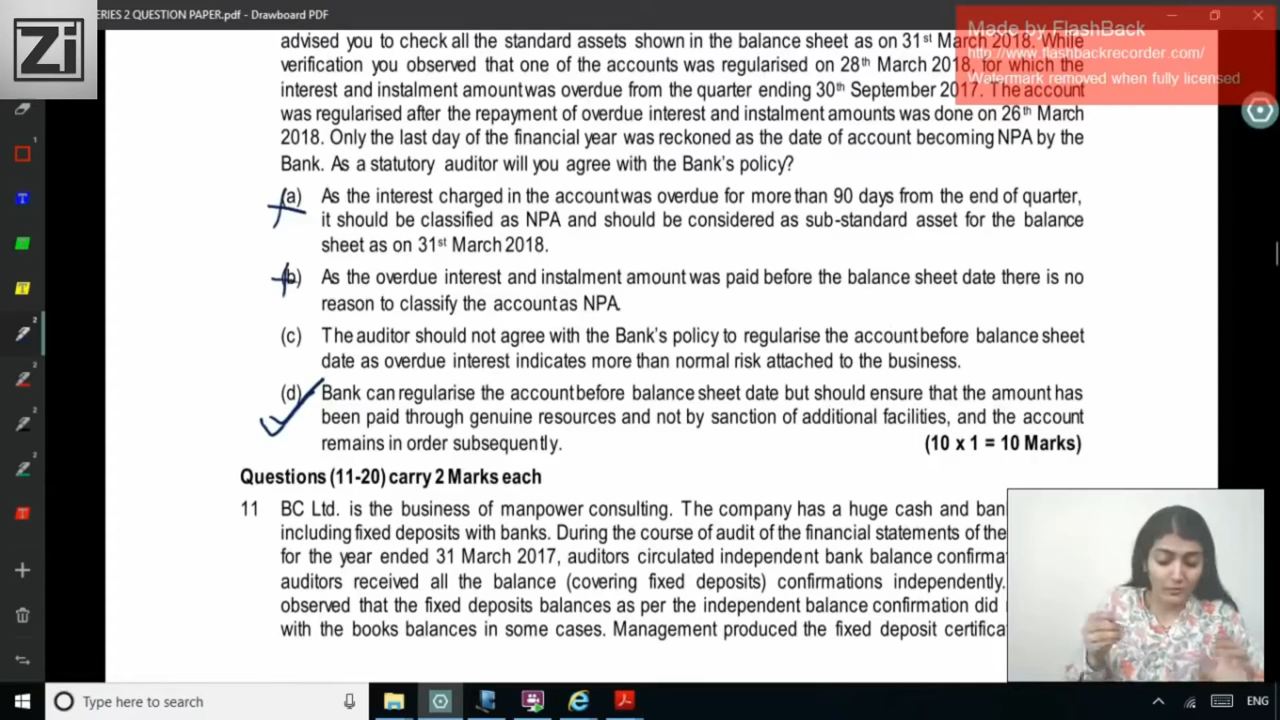 Zi
SERIES 2 QUESTION PAPER.pdf - Drawboard PDF
Made by FlashBack
http://www.flashbackrecorder.com/
Watermark removed when fully licensed
advised you to check all the standard assets shown in the balance sheet as on 31st March 2018. While
verification you observed that one of the accounts was regularised on 28th March 2018, for which the
interest and instalment amount was overdue from the quarter ending 30th September 2017. The account
was regularised after the repayment of overdue interest and instalment amounts was done on 26th March
2018. Only the last day of the financial year was reckoned as the date of account becoming NPA by the
Bank. As a statutory auditor will you agree with the Bank's policy?
(a) As the interest charged in the account was overdue for more than 90 days from the end of quarter,
it should be classified as NPA and should be considered as sub-standard asset for the balance
sheet as on 31st March 2018.
(b) As the overdue interest and instalment amount was paid before the balance sheet date there is no
reason to classify the account as NPA.
(c) The auditor should not agree with the Bank's policy to regularise the account before balance sheet
date as overdue interest indicates more than normal risk attached to the business.
(d) Bank can regularise the account before balance sheet date but should ensure that the amount has
been paid through genuine resources and not by sanction of additional facilities, and the account
remains in order subsequently. (10 x 1 = 10 Marks)
Questions (11-20) carry 2 Marks each
11 BC Ltd. is the business of manpower consulting. The company has a huge cash and ban
including fixed deposits with banks. During the course of audit of the financial statements of the
for the year ended 31 March 2017, auditors circulated independent bank balance confirma
auditors received all the balance (covering fixed deposits) confirmations independently.
observed that the fixed deposits balances as per the independent balance confirmation did
with the books balances in some cases. Management produced the fixed deposit certifica
Type here to search
ENG